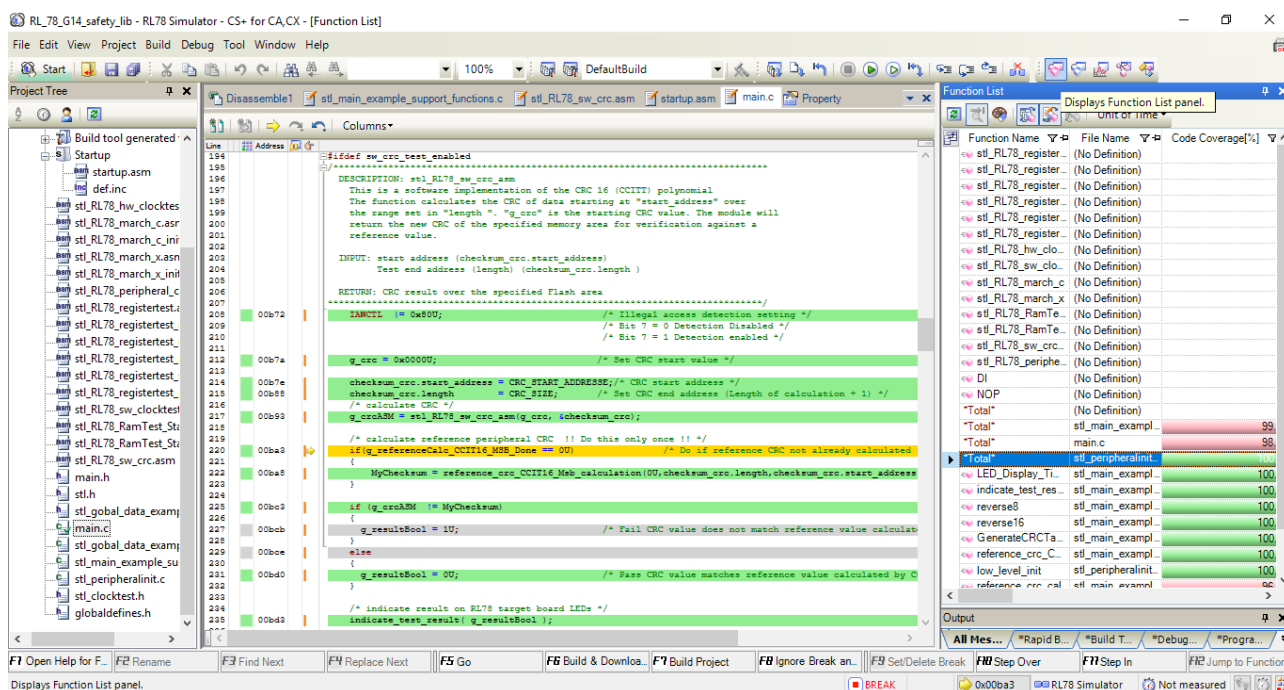 RL_78_G14_safety_lib - RL78 Simulator - CS+ for CA,CX - [Function List]
File Edit View Project Build Debug Tool Window Help
Start 100% DefaultBuild
Project Tree
Build tool generated
Startup
startup.asm
def.inc
stl_RL78_hw_clocktes
stl_RL78_march_c.asn
stl_RL78_march_c_ini
stl_RL78_march_x.asn
stl_RL78_march_x_init
stl_RL78_peripheral_c
stl_RL78_registertest.a
stl_RL78_registertest_
stl_RL78_registertest_
stl_RL78_registertest_
stl_RL78_registertest_
stl_RL78_registertest_
stl_RL78_sw_clocktest
stl_RL78_RamTest_Sta
stl_RL78_RamTest_Sta
stl_RL78_sw_crc.asm
main.h
stl.h
stl_gobal_data_examp
main.c
stl_gobal_data_examp
stl_main_example_su
stl_peripheralinit.c
stl_clocktest.h
globaldefines.h
Disassemble1 stl_main_example_support_functions.c stl_RL78_sw_crc.asm startup.asm main.c Property
Columns
Line Address
194 #ifdef sw_crc_test_enabled
195 /******************************************************************************
196 DESCRIPTION: stl_RL78_sw_crc_asm
197 This is a software implementation of the CRC 16 (CCITT) polynomial
198 The function calculates the CRC of data starting at "start_address" over
199 the range set in "length ". "g_crc" is the starting CRC value. The module will
200 return the new CRC of the specified memory area for verification against a
201 reference value.
202
203 INPUT: start address (checksum_crc.start_address)
204 Test end address (length) (checksum_crc.length )
205
206 RETURN: CRC result over the specified Flash area
207 ******************************************************************************/
208 00b72 IAWCTL |= 0x80U; /* Illegal access detection setting */
209 /* Bit 7 = 0 Detection Disabled */
210 /* Bit 7 = 1 Detection enabled */
211
212 00b7a g_crc = 0x0000U; /* Set CRC start value */
213
214 00b7e checksum_crc.start_address = CRC_START_ADDRESSE;/* CRC start address */
215 00b88 checksum_crc.length = CRC_SIZE; /* Set CRC end address (Length of calculation + 1) */
216 /* calculate CRC */
217 00b93 g_crcASM = stl_RL78_sw_crc_asm(g_crc, &checksum_crc);
218
219 /* calculate reference peripheral CRC !! Do this only once !! */
220 00ba3 if(g_referenceCalc_CCIT16_MSB_Done == 0U) /* Do if reference CRC not already calculated
221 {
222 00ba8 MyChecksum = reference_crc_CCIT16_Msb_calculation(0U,checksum_crc.length,checksum_crc.start_address
223 }
224
225 00bc3 if (g_crcASM != MyChecksum)
226 {
227 00bcb g_resultBool = 1U; /* Fail CRC value does not match reference value calculat
228 }
229 00bce else
230 {
231 00bd0 g_resultBool = 0U; /* Pass CRC value matches reference value calculated by C
232 }
233
234 /* indicate result on RL78 target board LEDs */
235 00bd3 indicate_test_result( g_resultBool );
Function List
Displays Function List panel.
Unit of Time
Function Name File Name Code Coverage[%]
stl_RL78_register... (No Definition)
stl_RL78_register... (No Definition)
stl_RL78_register... (No Definition)
stl_RL78_register... (No Definition)
stl_RL78_register... (No Definition)
stl_RL78_register... (No Definition)
stl_RL78_hw_clo... (No Definition)
stl_RL78_sw_clo... (No Definition)
stl_RL78_march_c (No Definition)
stl_RL78_march_x (No Definition)
stl_RL78_RamTe... (No Definition)
stl_RL78_RamTe... (No Definition)
stl_RL78_sw_crc... (No Definition)
stl_RL78_periphe... (No Definition)
DI (No Definition)
NOP (No Definition)
*Total* (No Definition)
*Total* stl_main_exampl... 99.
*Total* main.c 98.
*Total* stl_peripheralinit... 100.
LED_Display_Ti... stl_main_exampl... 100.
indicate_test_res... stl_main_exampl... 100.
reverse8 stl_main_exampl... 100.
reverse16 stl_main_exampl... 100.
GenerateCRCTa... stl_main_exampl... 100.
reference_crc_C... stl_main_exampl... 100.
low_level_init stl_peripheralinit... 100.
reference_crc_cal stl_main_exampl 96
Output
All Mes... *Rapid B... *Build T... *Debug... *Progra...
F1 Open Help for F... F2 Rename F3 Find Next F4 Replace Next F5 Go F6 Build & Downloa... F7 Build Project F8 Ignore Break an... F9 Set/Delete Break F10 Step Over F11 Step In F12 Jump to Function
Displays Function List panel. BREAK 0x00ba3 RL78 Simulator Not measured